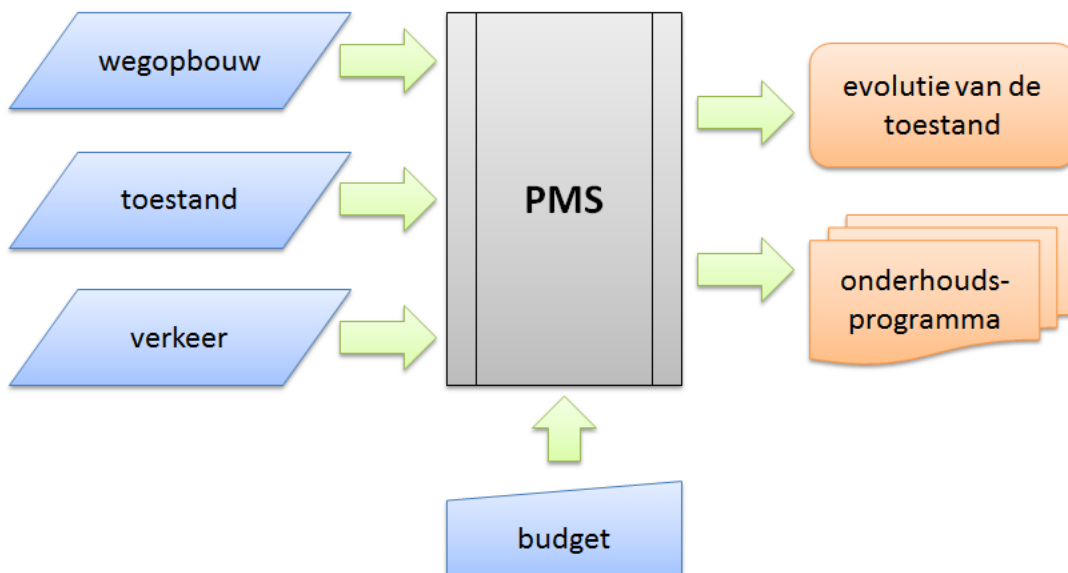 wegopbouw
toestand
verkeer
PMS
budget
evolutie van de
toestand
onderhouds-
programma